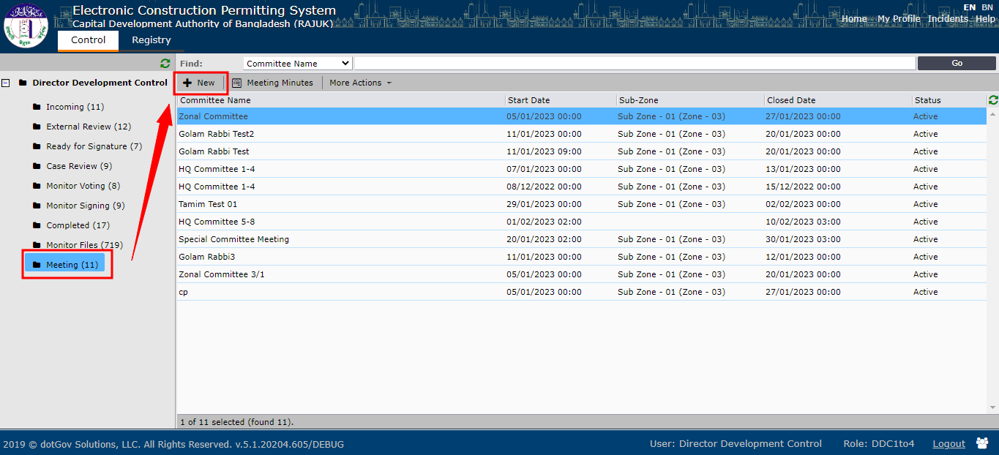 Electronic Construction Permitting System
Capital Development Authority of Bangladesh (RAJUK)
EN BN
Home My Profile Incidents Help
Control Registry
Find: Committee Name Go
Director Development Control
New Meeting Minutes More Actions
Incoming (11)
External Review (12)
Ready for Signature (7)
Case Review (9)
Monitor Voting (8)
Monitor Signing (9)
Completed (17)
Monitor Files (719)
Meeting (11)
Committee Name Start Date Sub-Zone Closed Date Status
Zonal Committee 05/01/2023 00:00 Sub Zone - 01 (Zone - 03) 27/01/2023 00:00 Active
Golam Rabbi Test2 11/01/2023 00:00 Sub Zone - 01 (Zone - 03) 20/01/2023 00:00 Active
Golam Rabbi Test 11/01/2023 09:00 Sub Zone - 01 (Zone - 03) 20/01/2023 00:00 Active
HQ Committee 1-4 07/01/2023 00:00 Sub Zone - 01 (Zone - 03) 13/01/2023 00:00 Active
HQ Committee 1-4 08/12/2022 00:00 Sub Zone - 01 (Zone - 03) 15/12/2022 00:00 Active
Tamim Test 01 29/01/2023 00:00 Sub Zone - 01 (Zone - 03) 02/02/2023 00:00 Active
HQ Committee 5-8 01/02/2023 02:00 10/02/2023 03:00 Active
Special Committee Meeting 20/01/2023 02:00 Sub Zone - 01 (Zone - 03) 30/01/2023 03:00 Active
Golam Rabbi3 11/01/2023 00:00 Sub Zone - 01 (Zone - 03) 12/01/2023 00:00 Active
Zonal Committee 3/1 05/01/2023 00:00 Sub Zone - 01 (Zone - 03) 20/01/2023 00:00 Active
cp 05/01/2023 00:00 Sub Zone - 01 (Zone - 03) 27/01/2023 00:00 Active
1 of 11 selected (found 11).
2019 © dotGov Solutions, LLC. All Rights Reserved. v.5.1.20204.605/DEBUG
User: Director Development Control Role: DDC1to4 Logout